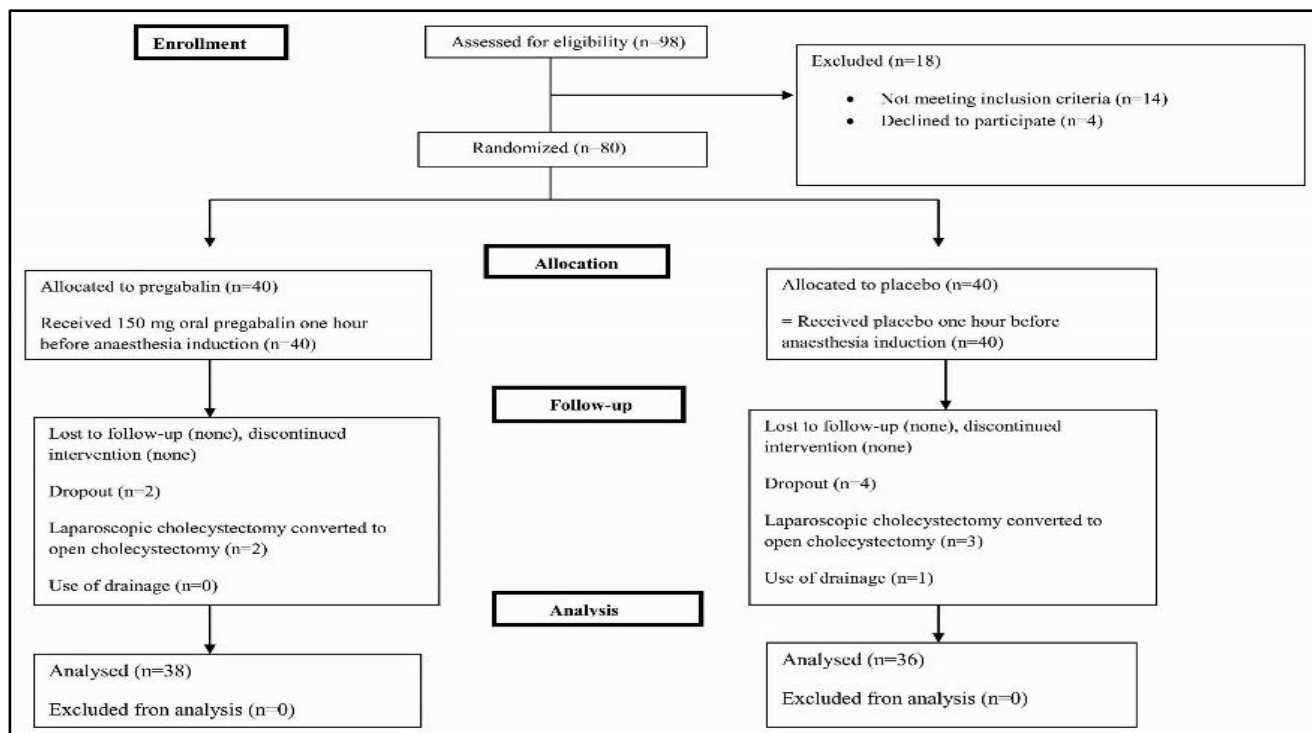 Enrollment
Assessed for eligibility (n=98)
Excluded (n=18)
• Not meeting inclusion criteria (n=14)
• Declined to participate (n=4)
Randomized (n=80)
Allocation
Allocated to pregabalin (n=40)
Received 150 mg oral pregabalin one hour
before anaesthesia induction (n=40)
Allocated to placebo (n=40)
= Received placebo one hour before
anaesthesia induction (n=40)
Follow-up
Lost to follow-up (none), discontinued
intervention (none)
Dropout (n=2)
Laparoscopic cholecystectomy converted to
open cholecystectomy (n=2)
Use of drainage (n=0)
Lost to follow-up (none), discontinued
intervention (none)
Dropout (n=4)
Laparoscopic cholecystectomy converted to
open cholecystectomy (n=3)
Use of drainage (n=1)
Analysis
Analysed (n=38)
Excluded fron analysis (n=0)
Analysed (n=36)
Excluded from analysis (n=0)